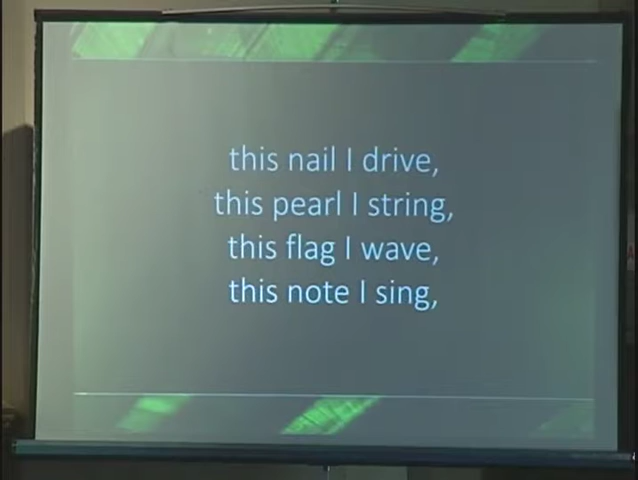 this nail I drive,
this pearl I string,
this flag I wave,
this note I sing,